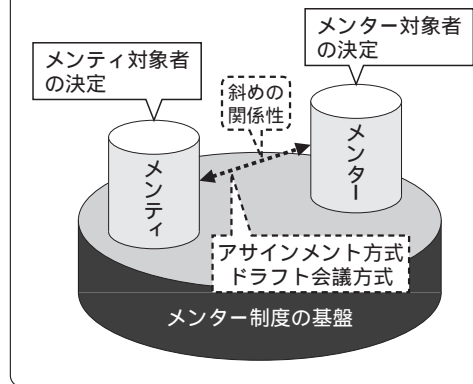 メンティ対象者
の決定
メンター対象者
の決定
斜めの
関係性
メンティ
メンター
アサインメント方式
ドラフト会議方式
メンター制度の基盤